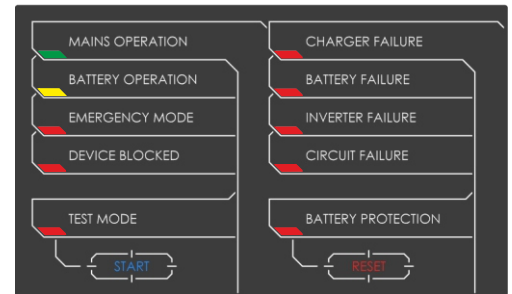 MAINS OPERATION
BATTERY OPERATION
EMERGENCY MODE
DEVICE BLOCKED
TEST MODE
START
CHARGER FAILURE
BATTERY FAILURE
INVERTER FAILURE
CIRCUIT FAILURE
BATTERY PROTECTION
RESET